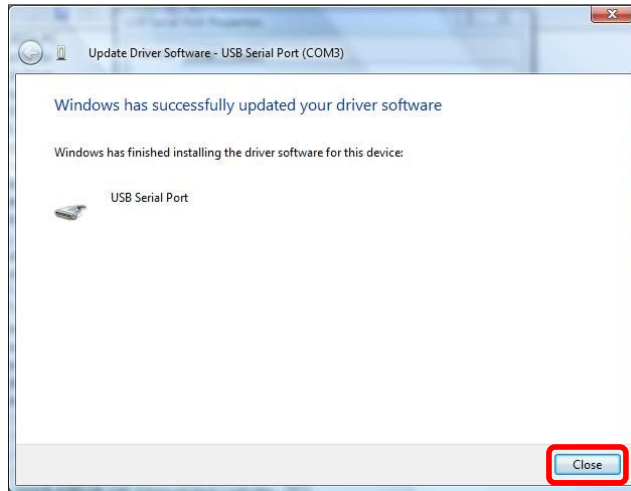 Update Driver Software - USB Serial Port (COM3)
Windows has successfully updated your driver software
Windows has finished installing the driver software for this device:
USB Serial Port
Close